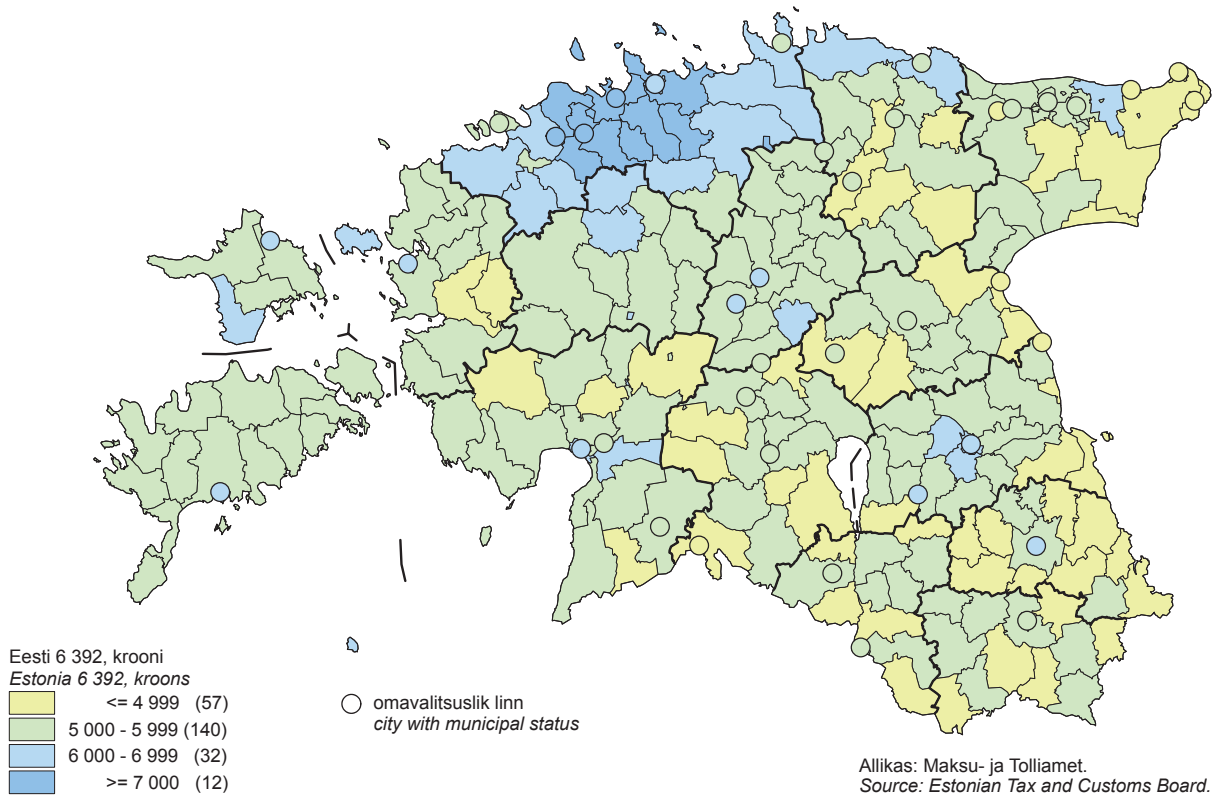 Eesti 6 392, krooni
Estonia 6 392, kroons
<= 4 999 (57)
5 000 - 5 999 (140)
6 000 - 6 999 (32)
>= 7 000 (12)
omavalitsuslik linn
city with municipal status
Allikas: Maksu- ja Tolliamet.
Source: Estonian Tax and Customs Board.